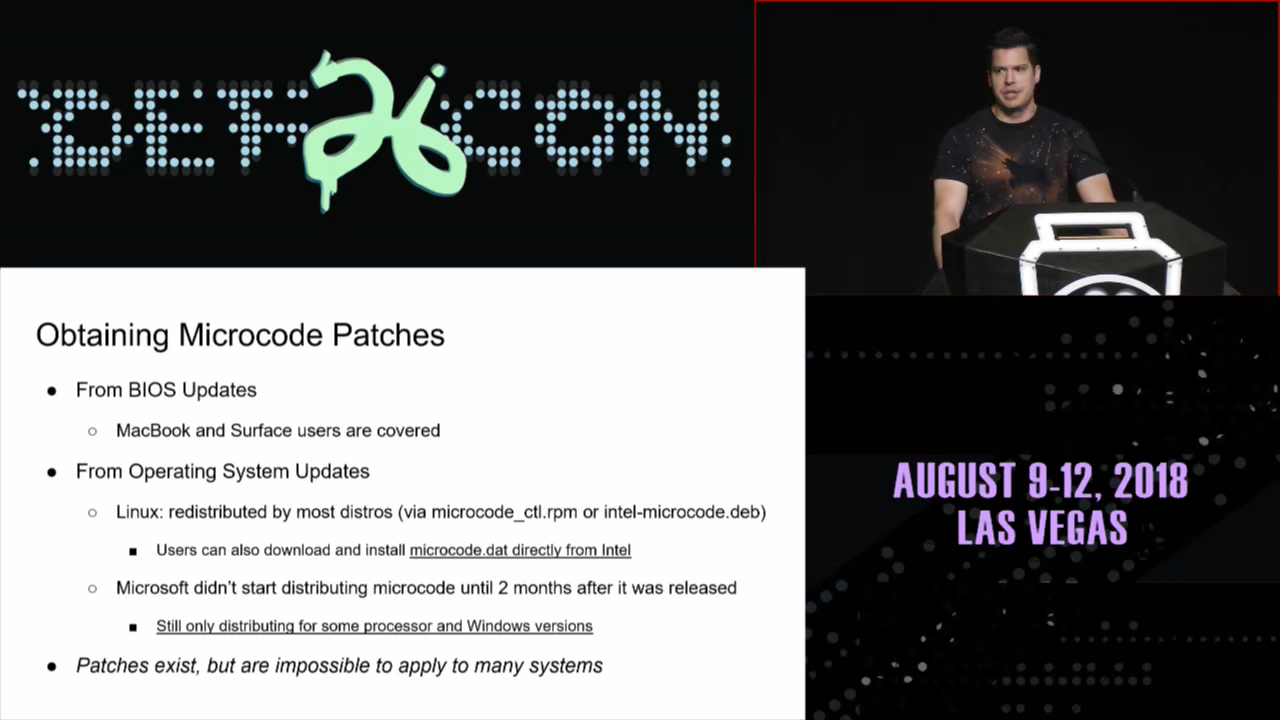 DEF 26 CON
Obtaining Microcode Patches
● From BIOS Updates
○ MacBook and Surface users are covered
● From Operating System Updates
○ Linux: redistributed by most distros (via microcode_ctl.rpm or intel-microcode.deb)
■ Users can also download and install microcode.dat directly from Intel
○ Microsoft didn’t start distributing microcode until 2 months after it was released
■ Still only distributing for some processor and Windows versions
● Patches exist, but are impossible to apply to many systems
AUGUST 9-12, 2018
LAS VEGAS